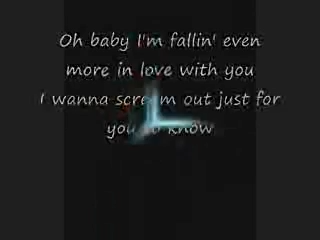 Oh baby I'm fallin' even
more in love with you
I wanna scream out just for
you to know